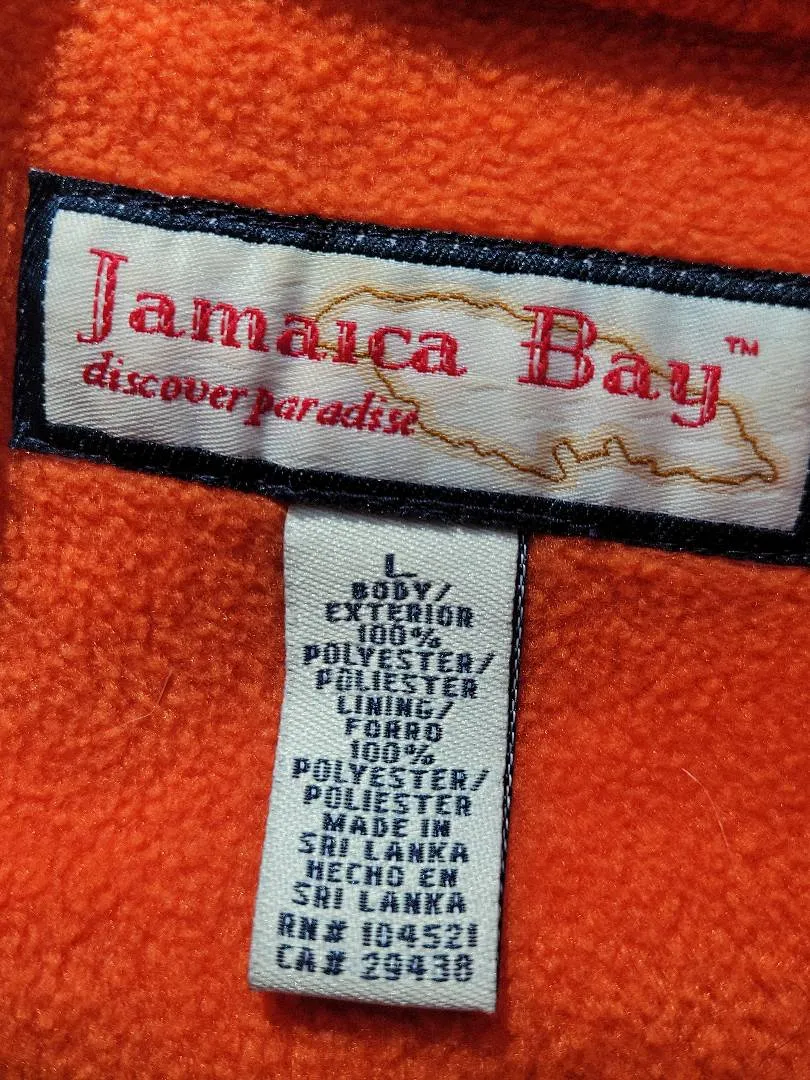 Jamaica Bay™
discover paradise
L
BODY/
EXTERIOR
100%
POLYESTER/
POLIESTER
LINING/
FORRO
100%
POLYESTER/
POLIESTER
MADE IN
SRI LANKA
HECHO EN
SRI LANKA
RN# 104521
CA# 29438